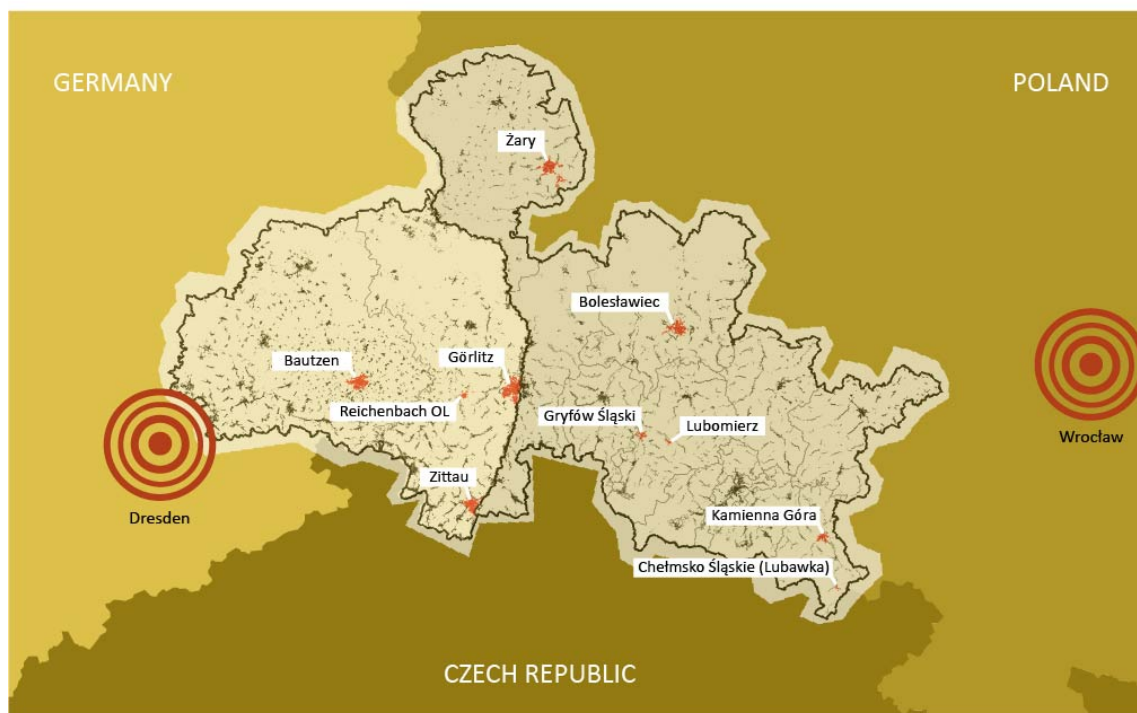 GERMANY
POLAND
Żary
Bolesławiec
Görlitz
Bautzen
Reichenbach OL
Gryfów Śląski
Lubomierz
Wrocław
Zittau
Dresden
Kamienna Góra
Chełmsko Śląskie (Lubawka)
CZECH REPUBLIC